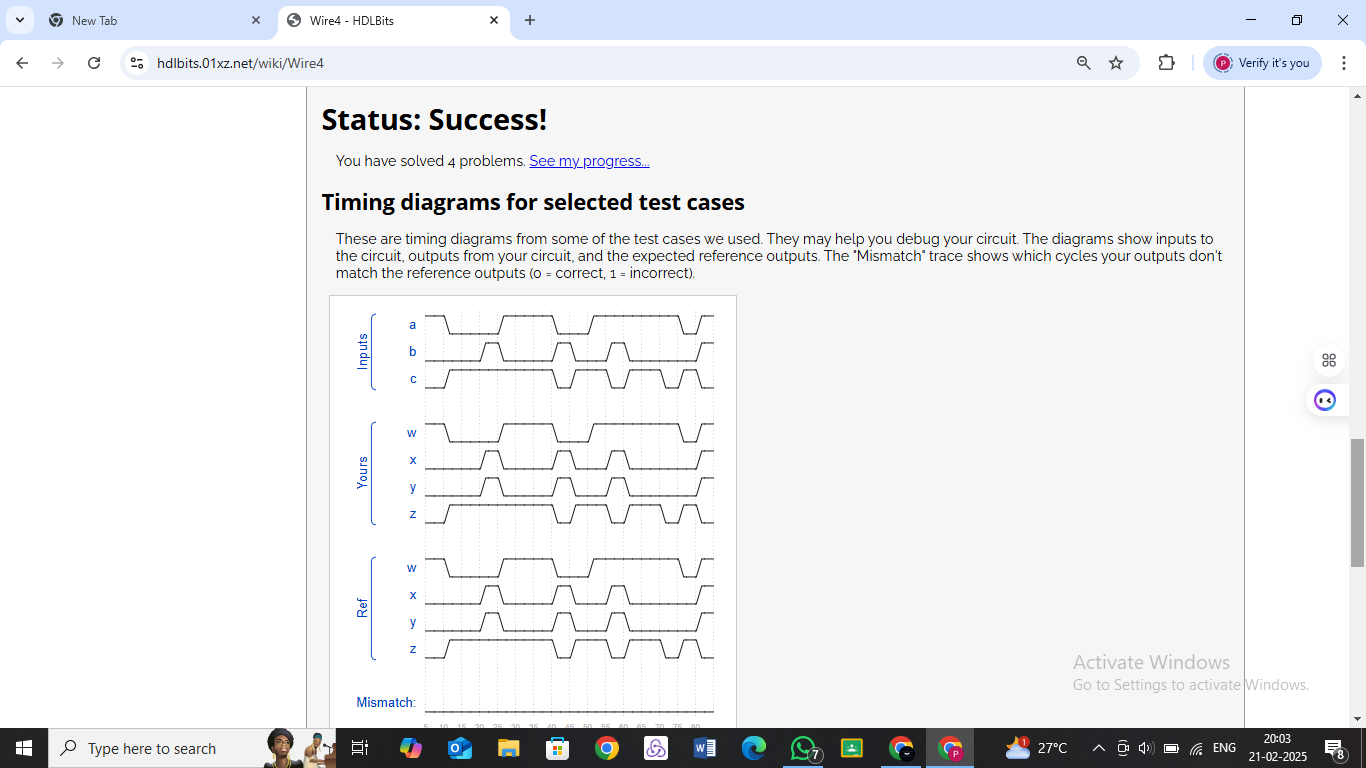 New Tab
Wire4 - HDLBits
hdlbits.01xz.net/wiki/Wire4
Verify it's you
Status: Success!
You have solved 4 problems. See my progress...
Timing diagrams for selected test cases
These are timing diagrams from some of the test cases we used. They may help you debug your circuit. The diagrams show inputs to
the circuit, outputs from your circuit, and the expected reference outputs. The "Mismatch" trace shows which cycles your outputs don't
match the reference outputs (0 = correct, 1 = incorrect).
Inputs
a
b
c
Yours
w
x
y
z
Ref
w
x
y
z
Mismatch:
5 10 15 20 25 30 35 40 45 50 55 60 65 70 75 80
Activate Windows
Go to Settings to activate Windows.
Type here to search
7
P
1
27°C
ENG
20:03
21-02-2025
8